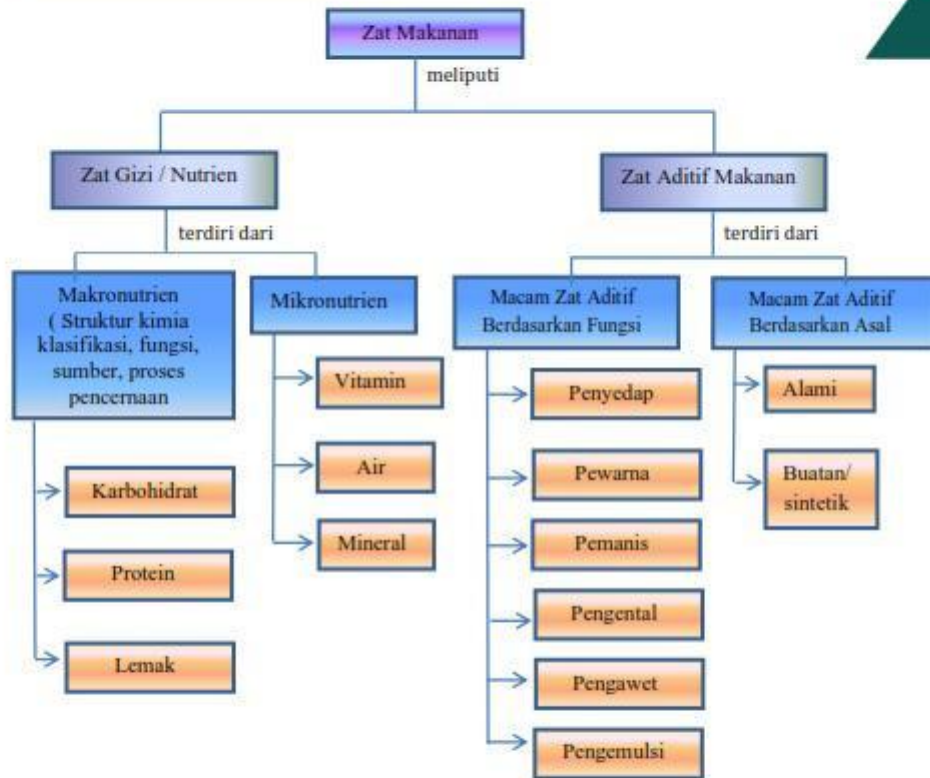 Zat Makanan
meliputi
Zat Gizi / Nutrien
Zat Aditif Makanan
terdiri dari
terdiri dari
Makronutrien
( Struktur kimia
klasifikasi, fungsi,
sumber, proses
pencernaan
Mikronutrien
Macam Zat Aditif
Berdasarkan Fungsi
Macam Zat Aditif
Berdasarkan Asal
Karbohidrat
Protein
Lemak
Vitamin
Air
Mineral
Penyedap
Pewarna
Pemanis
Pengental
Pengawet
Pengemulsi
Alami
Buatan/
sintetik